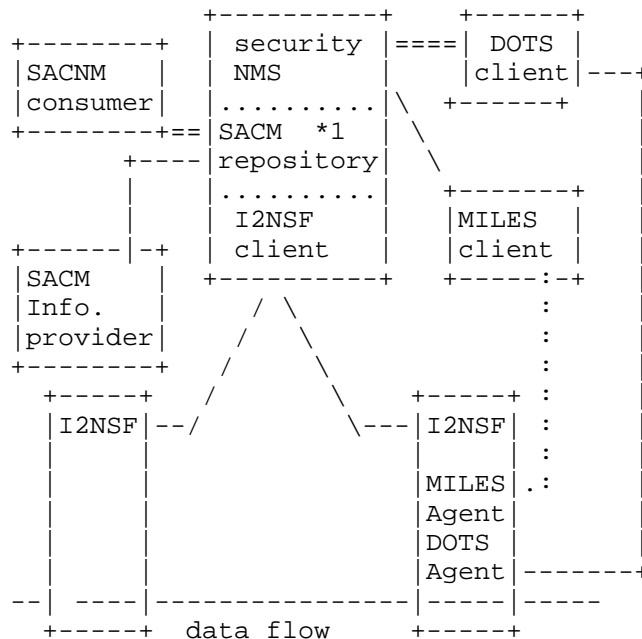 security
NMS
DOTS
client
SACNM
consumer
SACM *1
repository
I2NSF
client
MILES
client
SACM
Info.
provider
I2NSF
I2NSF
MILES
Agent
DOTS
Agent
data flow